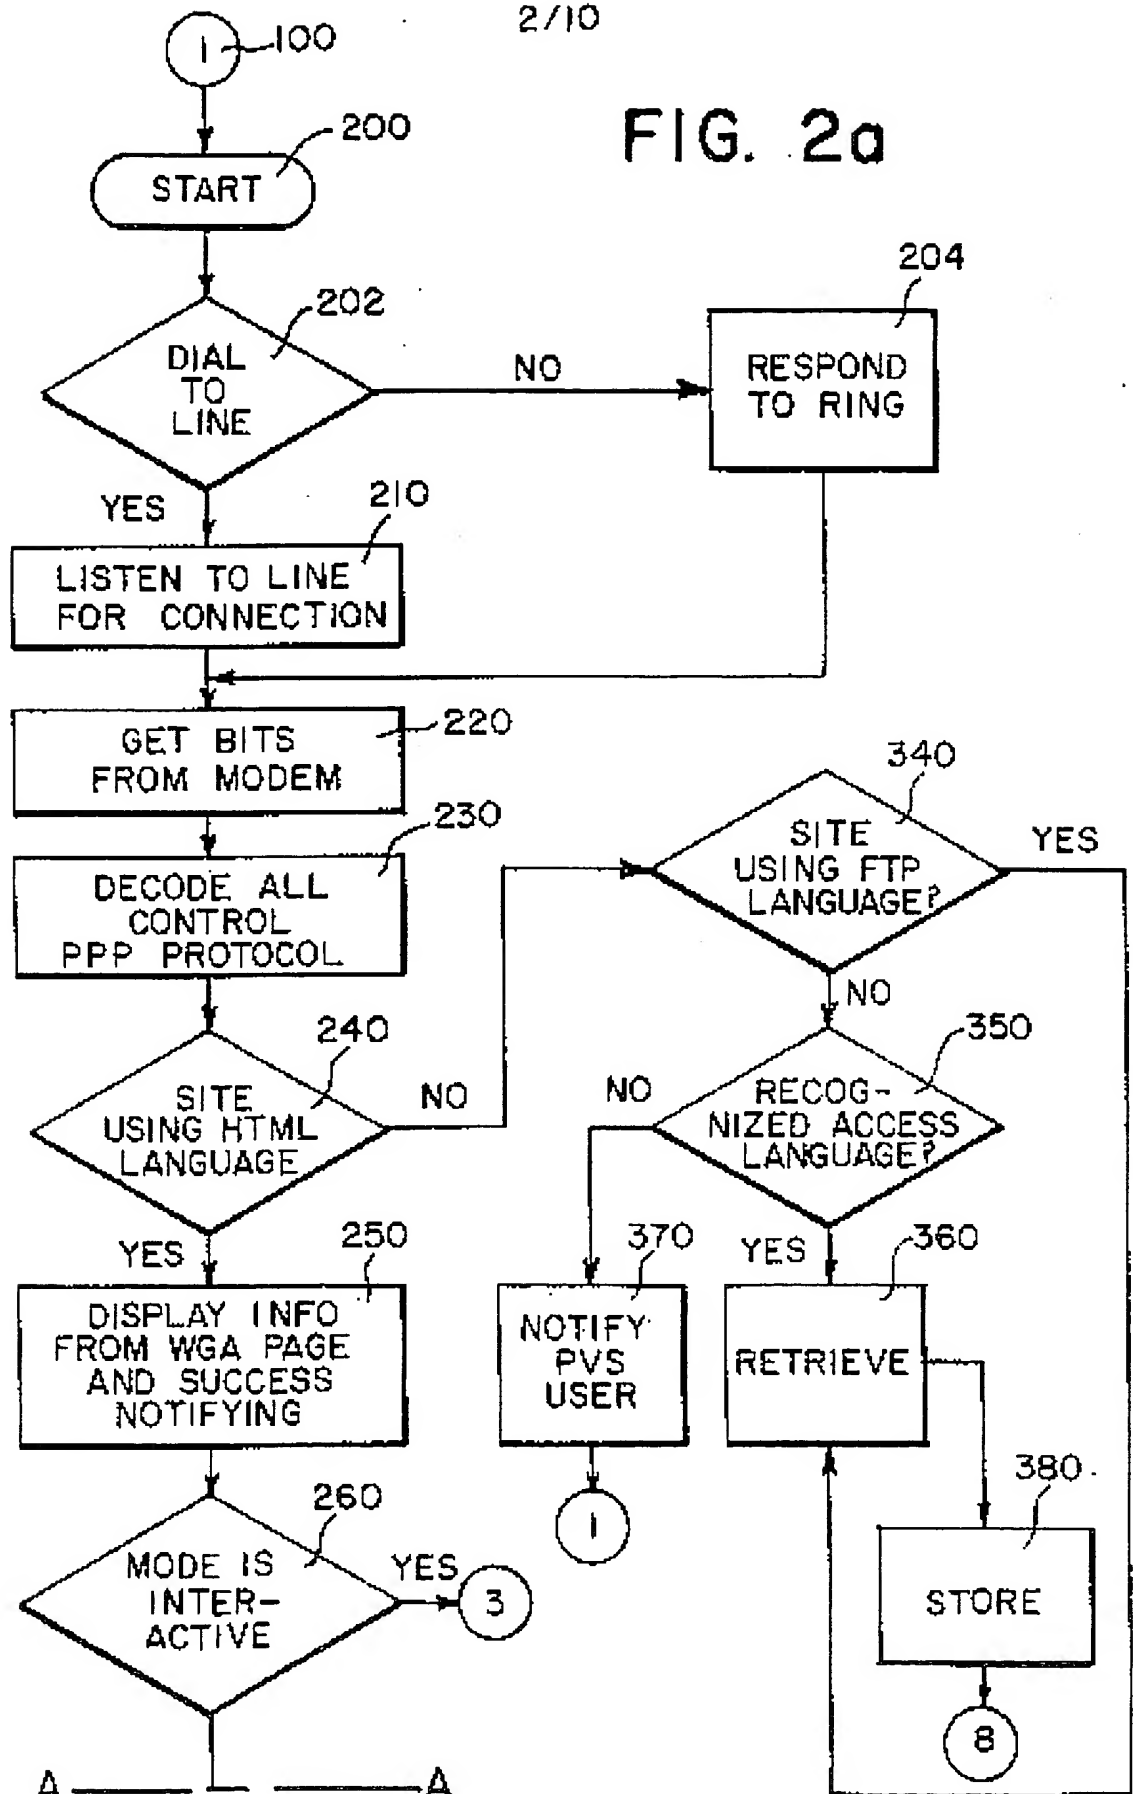 2/10
1
100
FIG. 2a
200
START
202
DIAL
TO
LINE
NO
204
RESPOND
TO RING
YES
210
LISTEN TO LINE
FOR CONNECTION
220
GET BITS
FROM MODEM
230
DECODE ALL
CONTROL
PPP PROTOCOL
340
SITE
USING FTP
LANGUAGE?
YES
NO
240
SITE
USING HTML
LANGUAGE
NO
350
RECOG-
NIZED ACCESS
LANGUAGE?
NO
YES
YES
250
DISPLAY INFO
FROM WGA PAGE
AND SUCCESS
NOTIFYING
370
NOTIFY
PVS
USER
1
360
RETRIEVE
380
STORE
8
260
MODE IS
INTER-
ACTIVE
YES
3
A
A